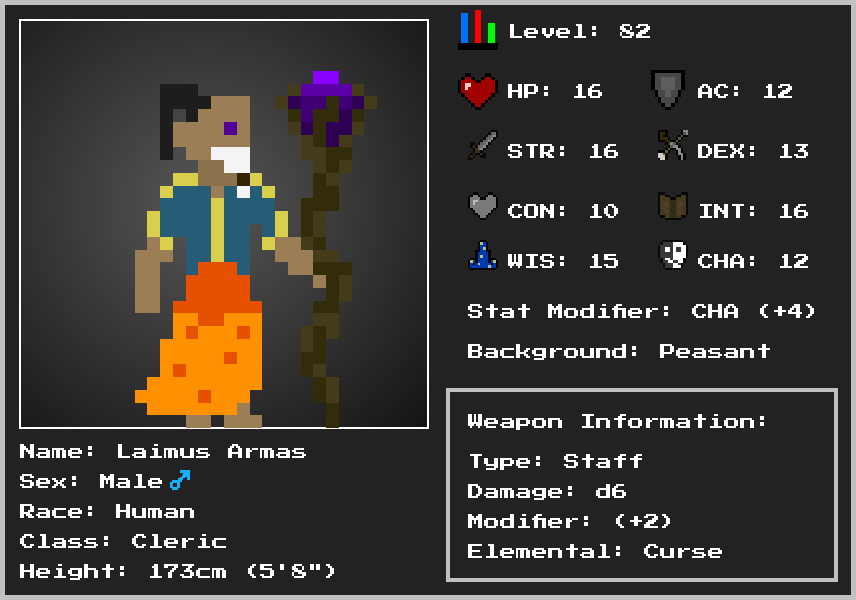 Level: 82
HP: 16 AC: 12
STR: 16 DEX: 13
CON: 10 INT: 16
WIS: 15 CHA: 12
Stat Modifier: CHA (+4)
Background: Peasant
Name: Laimus Armas
Sex: Male ♂
Race: Human
Class: Cleric
Height: 173cm (5'8")
Weapon Information:
Type: Staff
Damage: d6
Modifier: (+2)
Elemental: Curse